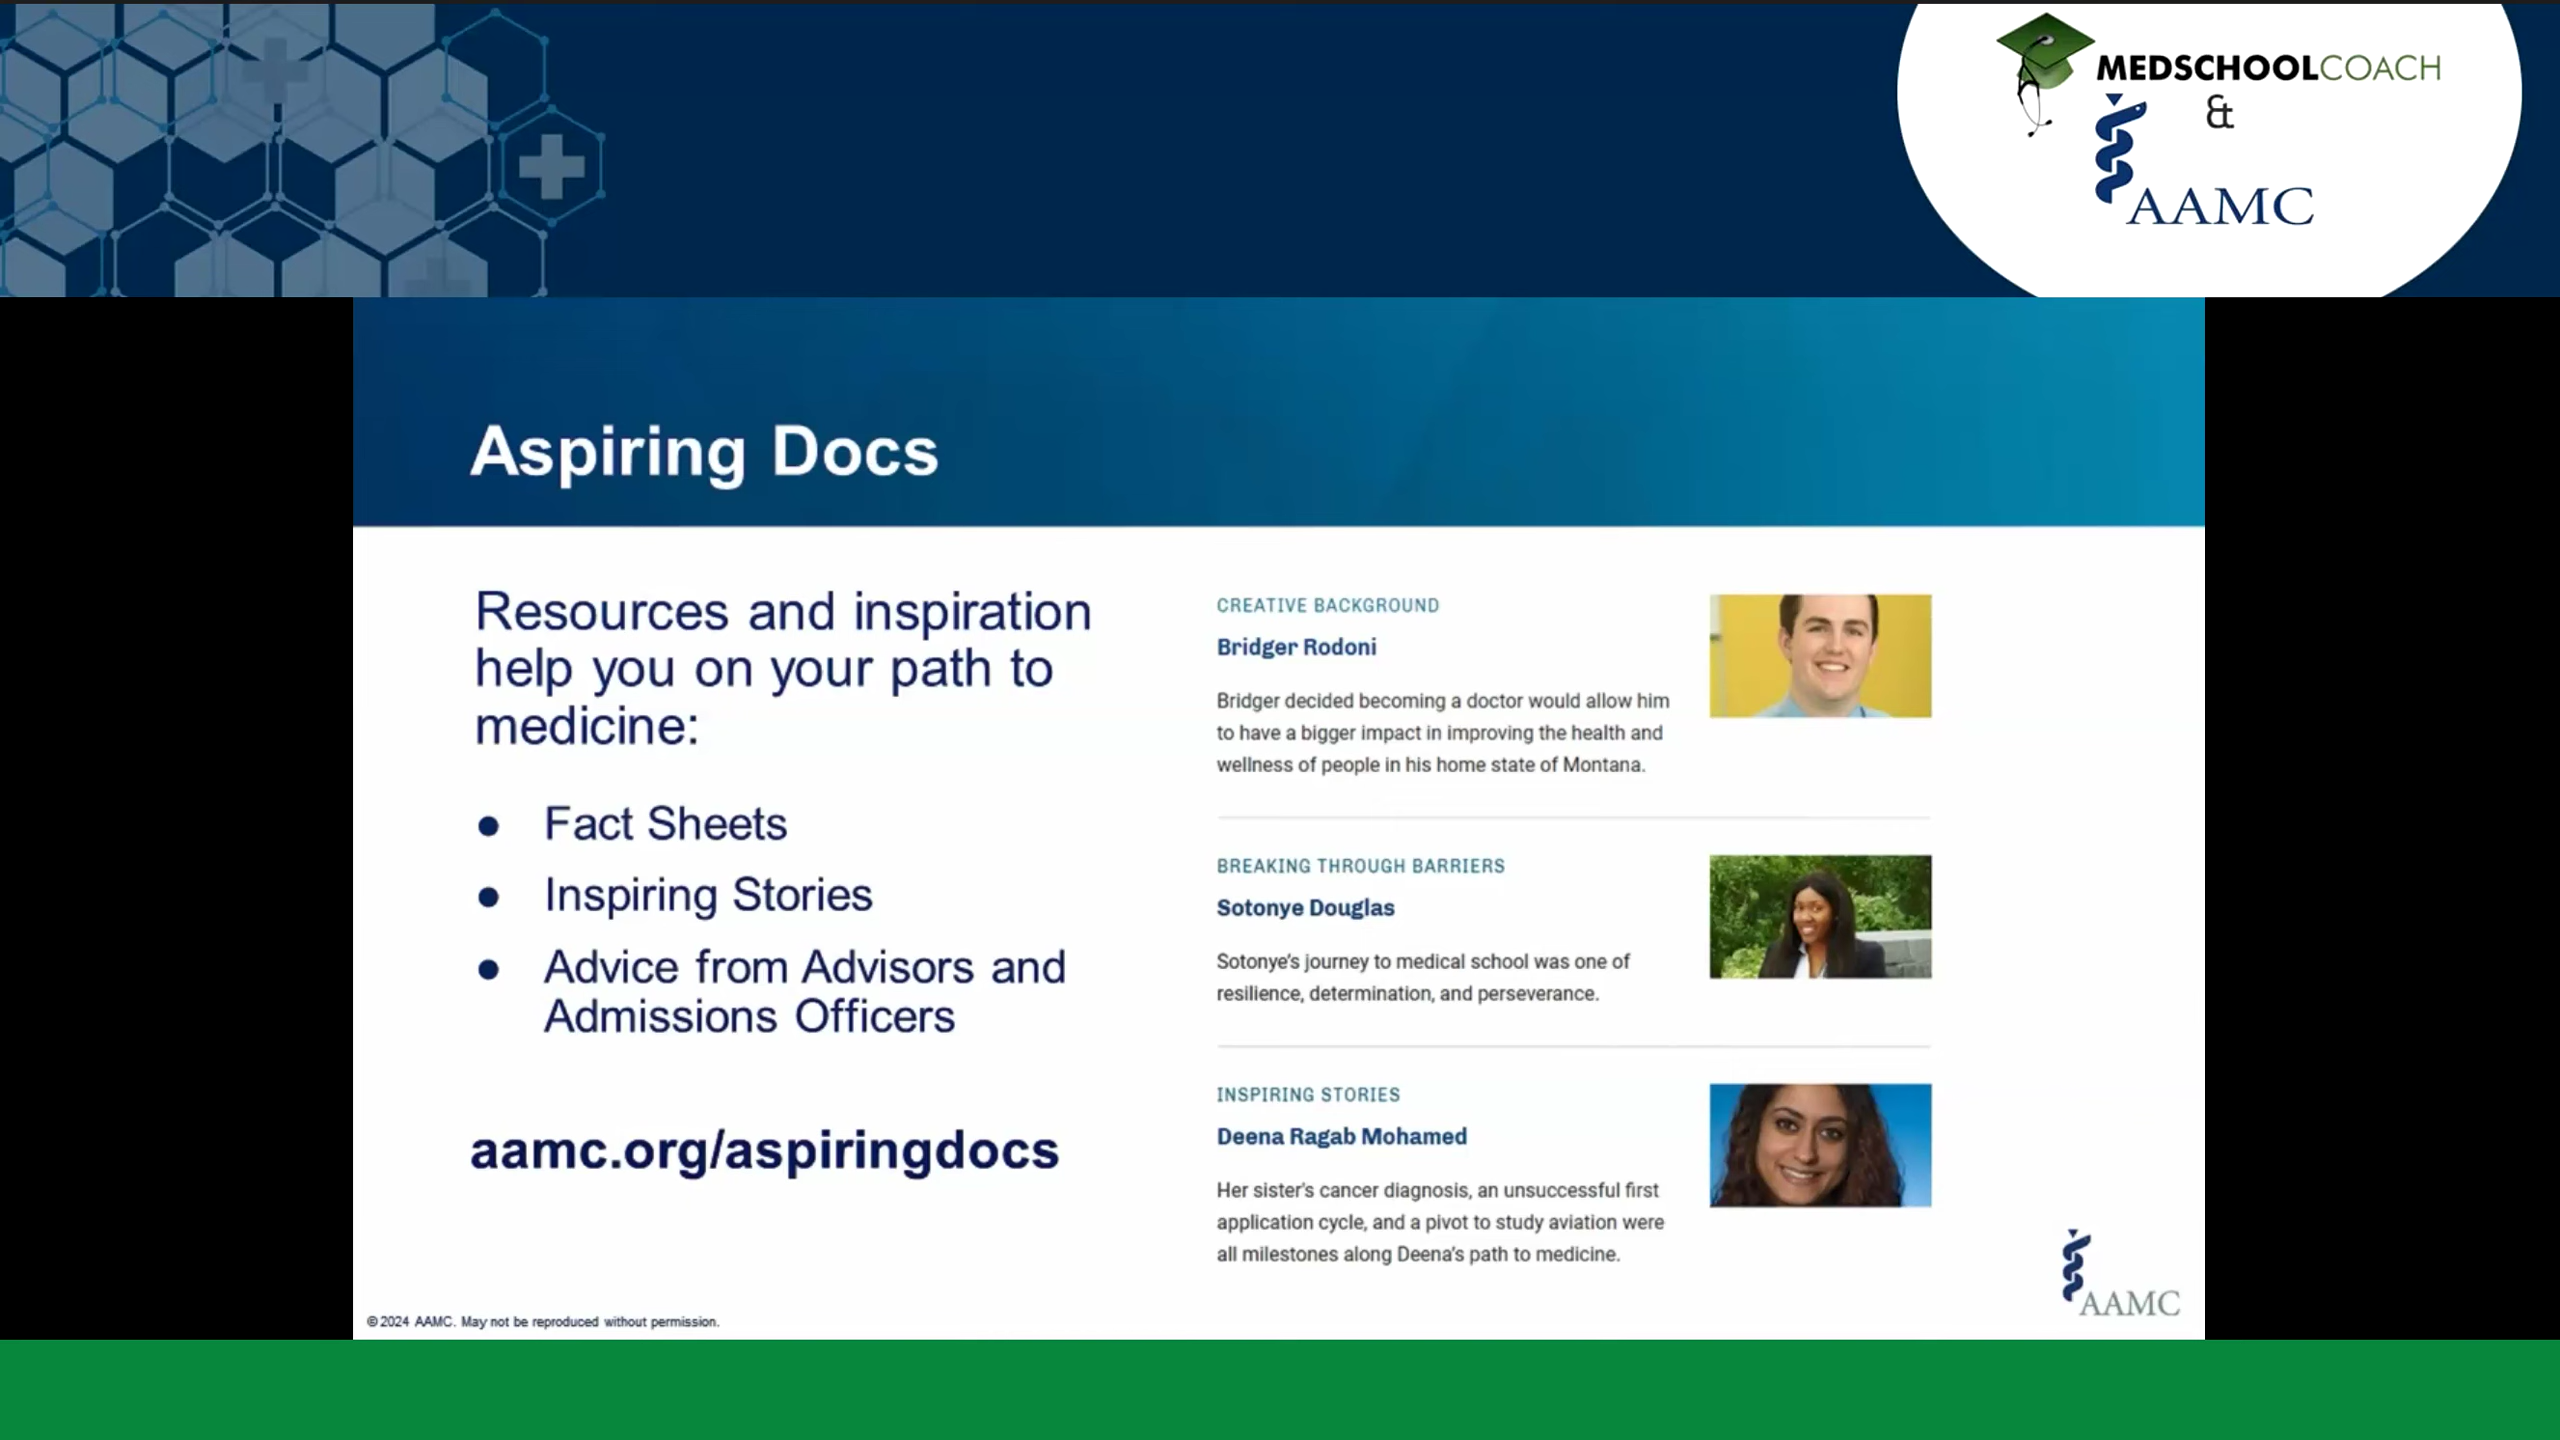 MEDSCHOOLCOACH
&
AAMC
Aspiring Docs
Resources and inspiration
help you on your path to
medicine:
● Fact Sheets
● Inspiring Stories
● Advice from Advisors and
Admissions Officers
aamc.org/aspiringdocs
CREATIVE BACKGROUND
Bridger Rodoni
Bridger decided becoming a doctor would allow him
to have a bigger impact in improving the health and
wellness of people in his home state of Montana.
BREAKING THROUGH BARRIERS
Sotonye Douglas
Sotonye's journey to medical school was one of
resilience, determination, and perseverance.
INSPIRING STORIES
Deena Ragab Mohamed
Her sister's cancer diagnosis, an unsuccessful first
application cycle, and a pivot to study aviation were
all milestones along Deena's path to medicine.
AAMC
©2024 AAMC. May not be reproduced without permission.